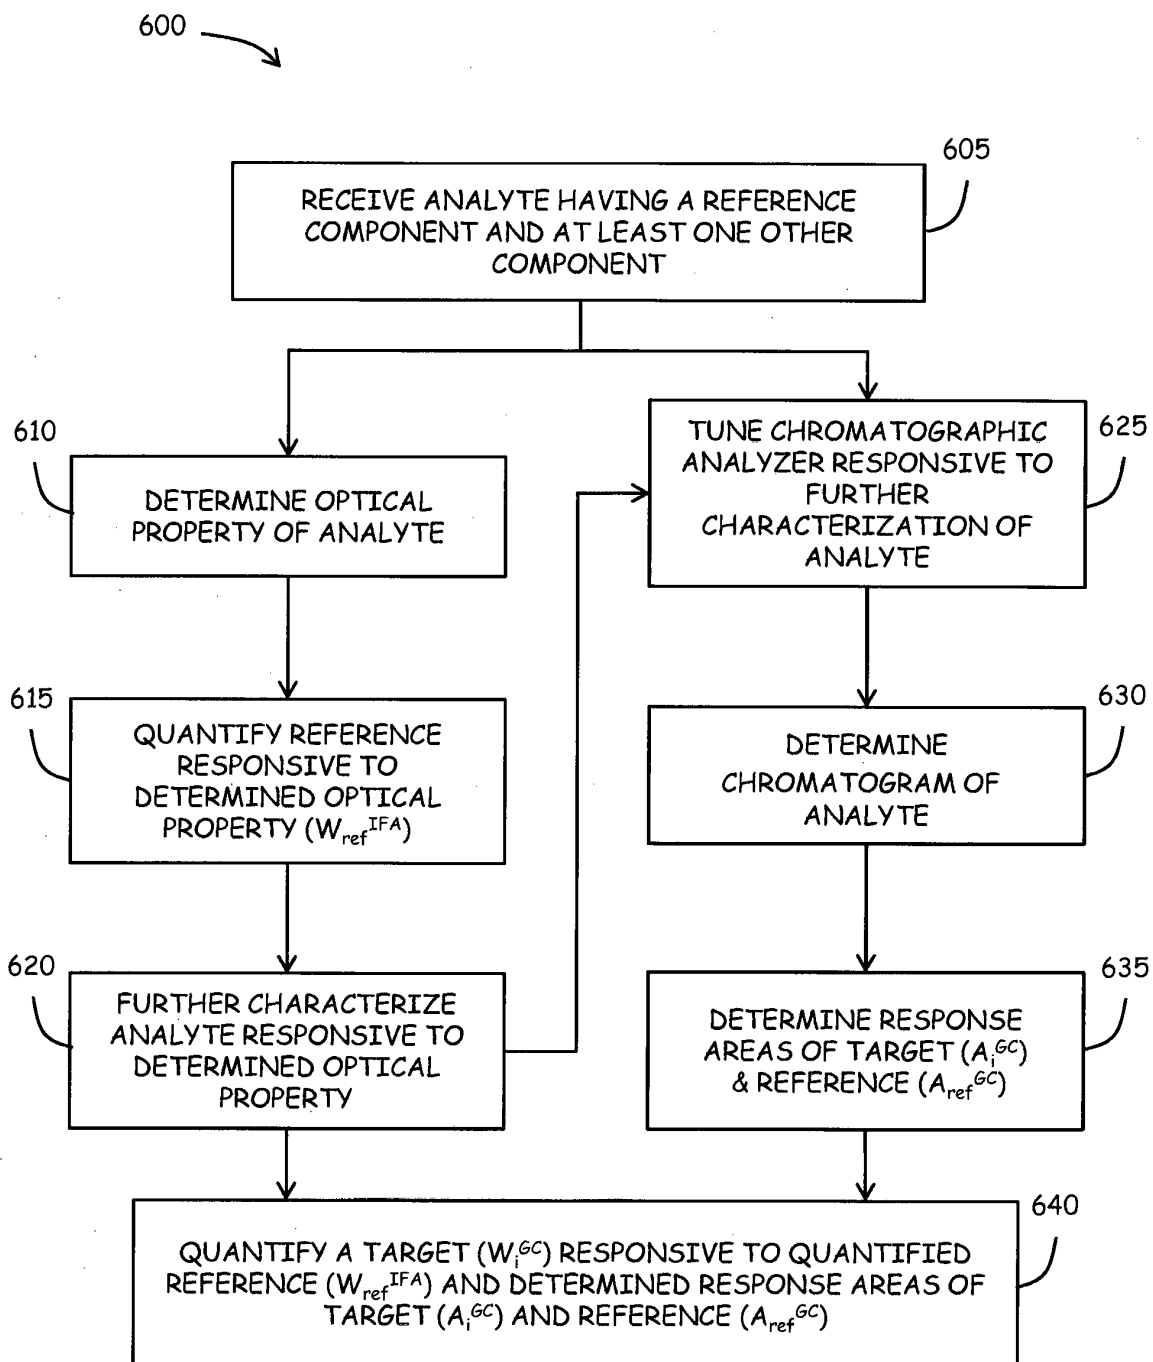 600
605
RECEIVE ANALYTE HAVING A REFERENCE
COMPONENT AND AT LEAST ONE OTHER
COMPONENT
610
DETERMINE OPTICAL
PROPERTY OF ANALYTE
625
TUNE CHROMATOGRAPHIC
ANALYZER RESPONSIVE TO
FURTHER
CHARACTERIZATION OF
ANALYTE
615
QUANTIFY REFERENCE
RESPONSIVE TO
DETERMINED OPTICAL
PROPERTY (W_ref^IFA)
630
DETERMINE
CHROMATOGRAM OF
ANALYTE
620
FURTHER CHARACTERIZE
ANALYTE RESPONSIVE TO
DETERMINED OPTICAL
PROPERTY
635
DETERMINE RESPONSE
AREAS OF TARGET (A_i^GC)
& REFERENCE (A_ref^GC)
640
QUANTIFY A TARGET (W_i^GC) RESPONSIVE TO QUANTIFIED
REFERENCE (W_ref^IFA) AND DETERMINED RESPONSE AREAS OF
TARGET (A_i^GC) AND REFERENCE (A_ref^GC)